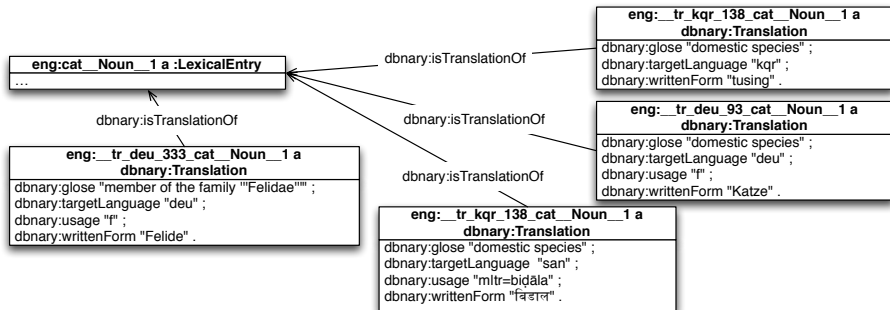 eng:__tr_kqr_138_cat__Noun__1 a
dbnary:Translation
dbnary:glose "domestic species" ;
dbnary:targetLanguage "kqr" ;
dbnary:writtenForm "tusing" .
dbnary:isTranslationOf
eng:cat__Noun__1 a :LexicalEntry
...
dbnary:isTranslationOf
dbnary:isTranslationOf
eng:__tr_deu_93_cat__Noun__1 a
dbnary:Translation
dbnary:glose "domestic species" ;
dbnary:targetLanguage "deu" ;
dbnary:usage "f" ;
dbnary:writtenForm "Katze" .
eng:__tr_deu_333_cat__Noun__1 a
dbnary:Translation
dbnary:glose "member of the family '"Felidae"'" ;
dbnary:targetLanguage "deu" ;
dbnary:usage "f" ;
dbnary:writtenForm "Felide" .
dbnary:isTranslationOf
eng:__tr_kqr_138_cat__Noun__1 a
dbnary:Translation
dbnary:glose "domestic species" ;
dbnary:targetLanguage "san" ;
dbnary:usage "m|tr=biḍāla"
dbnary:writtenForm "बिडाल" .